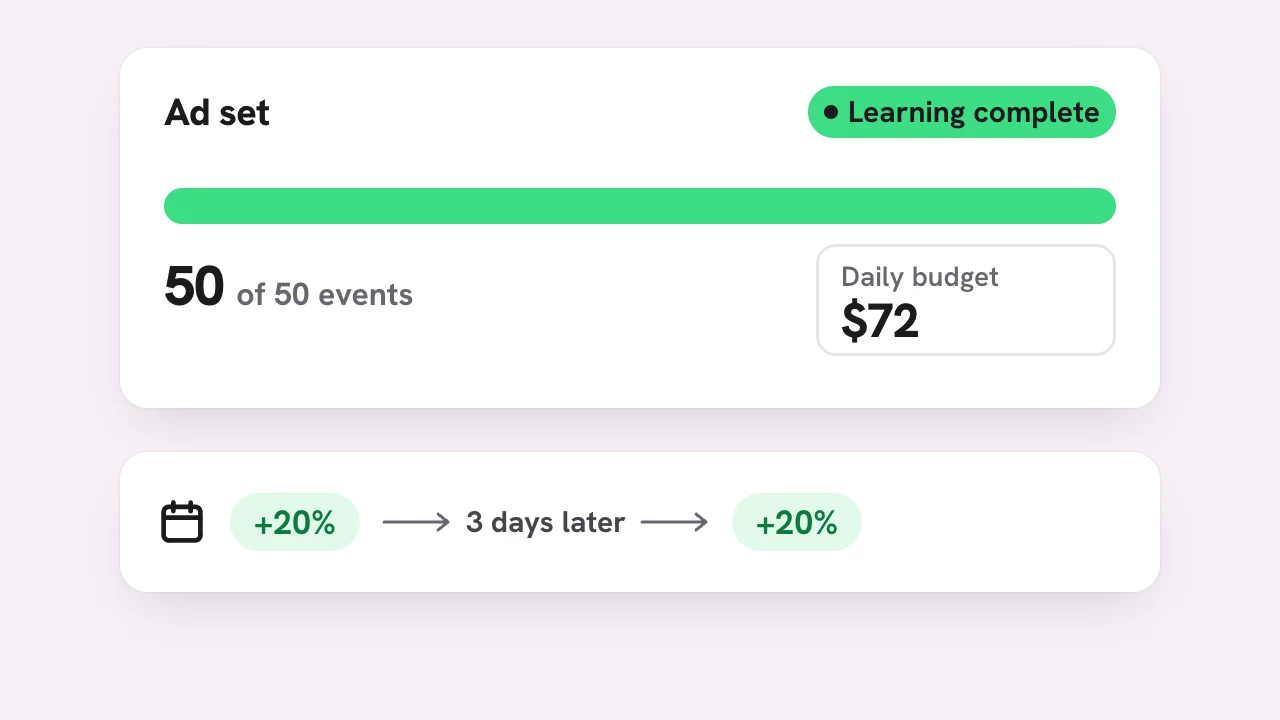 Ad set
Learning complete
50 of 50 events
Daily budget
$72
+20% 3 days later +20%